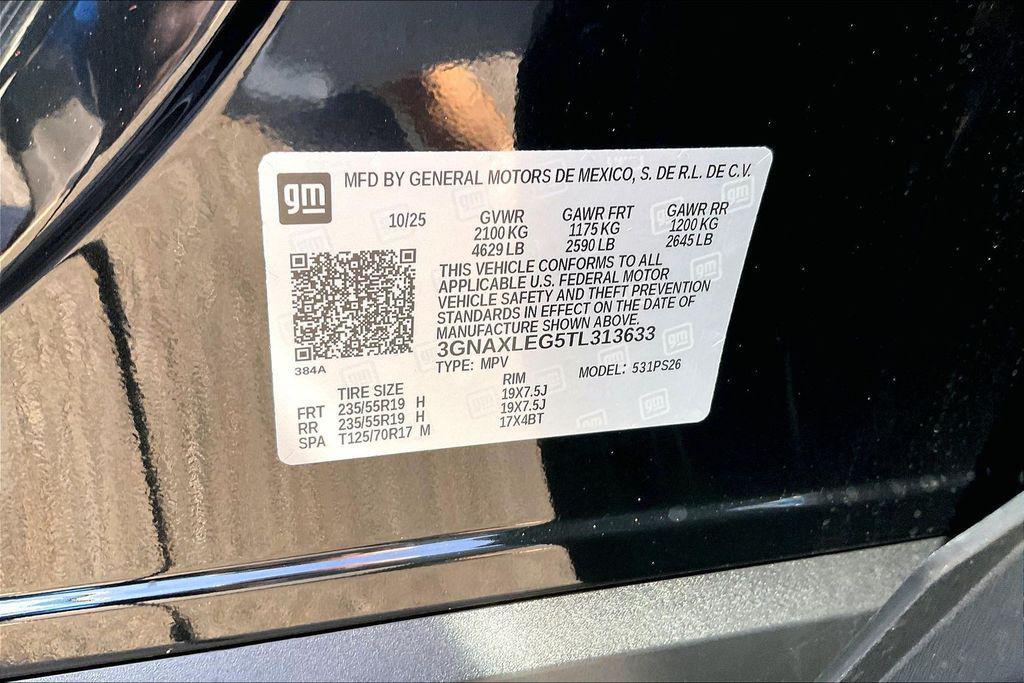 gm
MFD BY GENERAL MOTORS DE MEXICO, S. DE R.L. DE C.V.
10/25 GVWR GAWR FRT GAWR RR
2100 KG 1175 KG 1200 KG
4629 LB 2590 LB 2645 LB
THIS VEHICLE CONFORMS TO ALL
APPLICABLE U.S. FEDERAL MOTOR
VEHICLE SAFETY AND THEFT PREVENTION
STANDARDS IN EFFECT ON THE DATE OF
MANUFACTURE SHOWN ABOVE.
3GNAXLEG5TL313633
TYPE: MPV MODEL: 531PS26
384A
TIRE SIZE RIM
FRT 235/55R19 H 19X7.5J
RR 235/55R19 H 19X7.5J
SPA T125/70R17 M 17X4BT